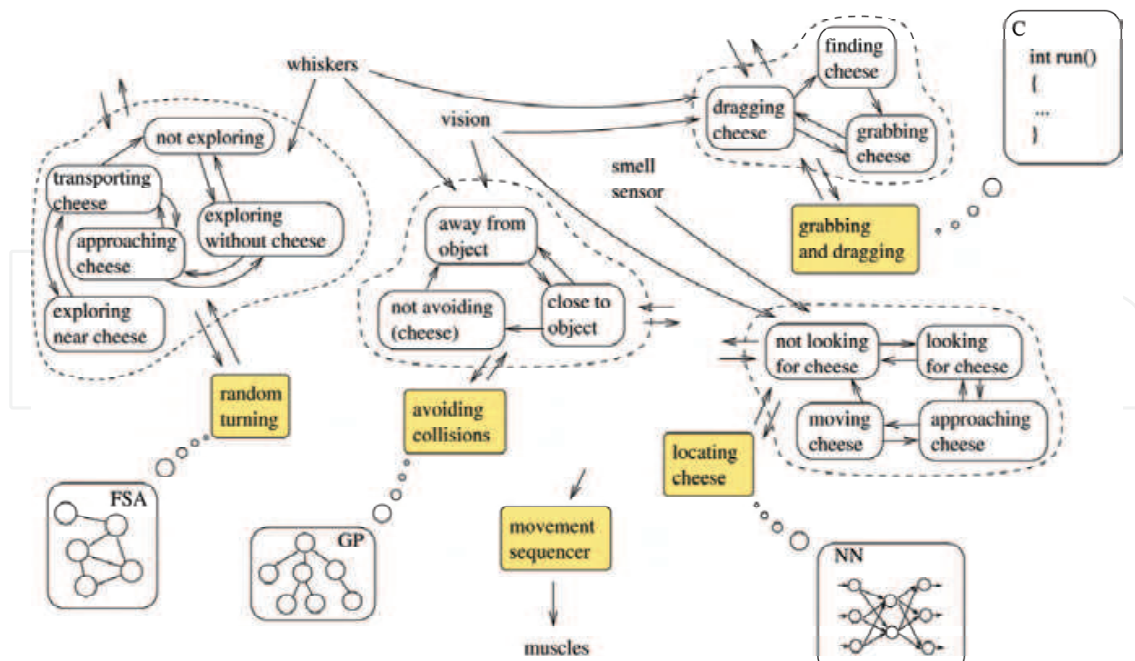 whiskers
vision
smell
sensor
not exploring
transporting
cheese
exploring
without cheese
approaching
cheese
exploring
near cheese
random
turning
FSA
away from
object
not avoiding
(cheese)
close to
object
avoiding
collisions
GP
movement
sequencer
muscles
finding
cheese
dragging
cheese
grabbing
cheese
grabbing
and dragging
C
int run()
{
...
}
not looking
for cheese
looking
for cheese
moving
cheese
approaching
cheese
locating
cheese
NN